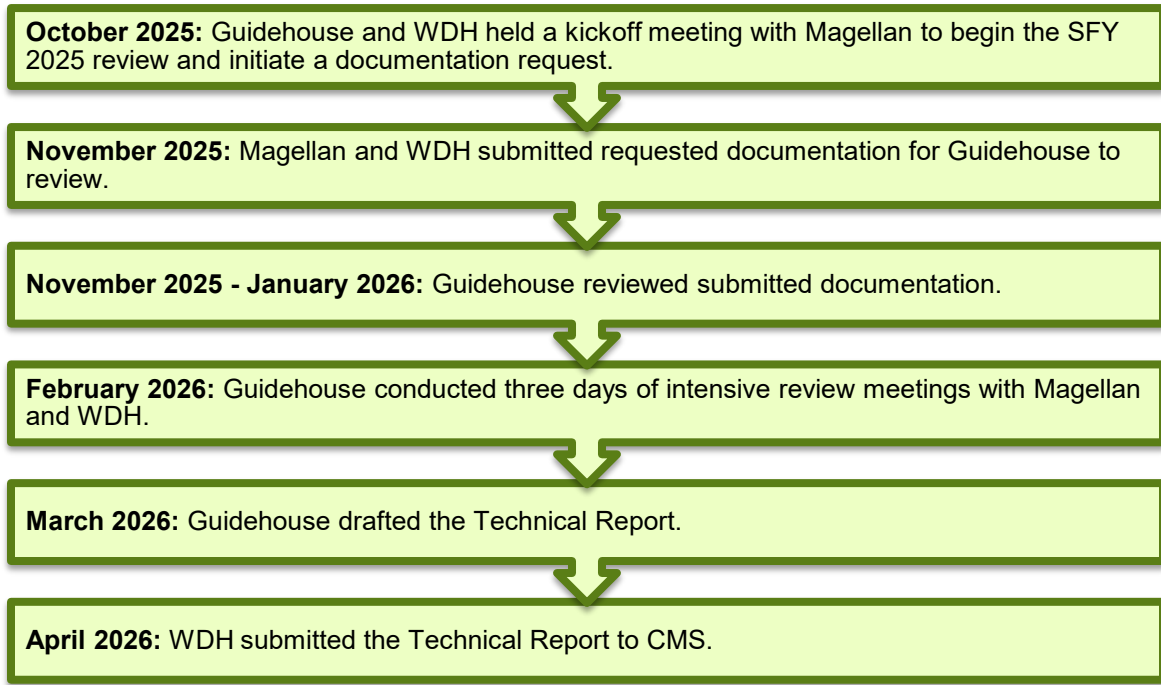 October 2025: Guidehouse and WDH held a kickoff meeting with Magellan to begin the SFY
2025 review and initiate a documentation request.
November 2025: Magellan and WDH submitted requested documentation for Guidehouse to
review.
November 2025 - January 2026: Guidehouse reviewed submitted documentation.
February 2026: Guidehouse conducted three days of intensive review meetings with Magellan
and WDH.
March 2026: Guidehouse drafted the Technical Report.
April 2026: WDH submitted the Technical Report to CMS.